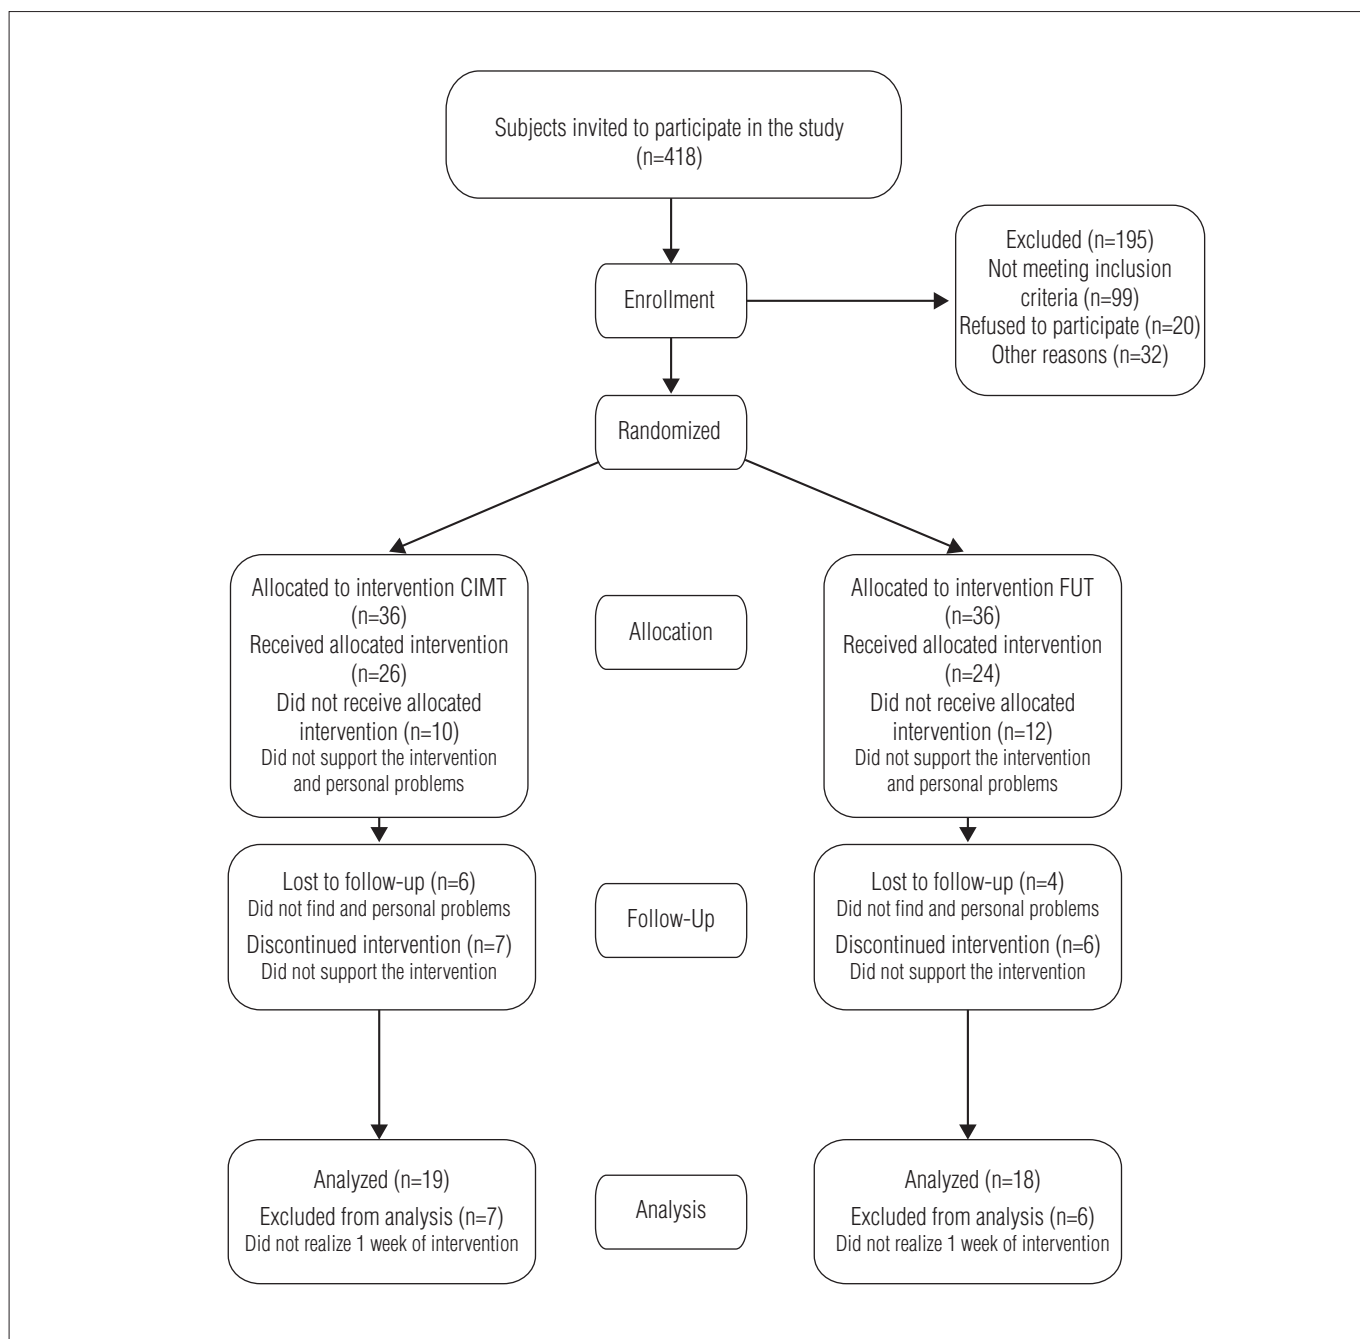 Subjects invited to participate in the study
(n=418)
Excluded (n=195)
Not meeting inclusion
criteria (n=99)
Refused to participate (n=20)
Other reasons (n=32)
Enrollment
Randomized
Allocated to intervention CIMT
(n=36)
Received allocated intervention
(n=26)
Did not receive allocated
intervention (n=10)
Did not support the intervention
and personal problems
Allocation
Allocated to intervention FUT
(n=36)
Received allocated intervention
(n=24)
Did not receive allocated
intervention (n=12)
Did not support the intervention
and personal problems
Lost to follow-up (n=6)
Did not find and personal problems
Discontinued intervention (n=7)
Did not support the intervention
Follow-Up
Lost to follow-up (n=4)
Did not find and personal problems
Discontinued intervention (n=6)
Did not support the intervention
Analyzed (n=19)
Excluded from analysis (n=7)
Did not realize 1 week of intervention
Analysis
Analyzed (n=18)
Excluded from analysis (n=6)
Did not realize 1 week of intervention